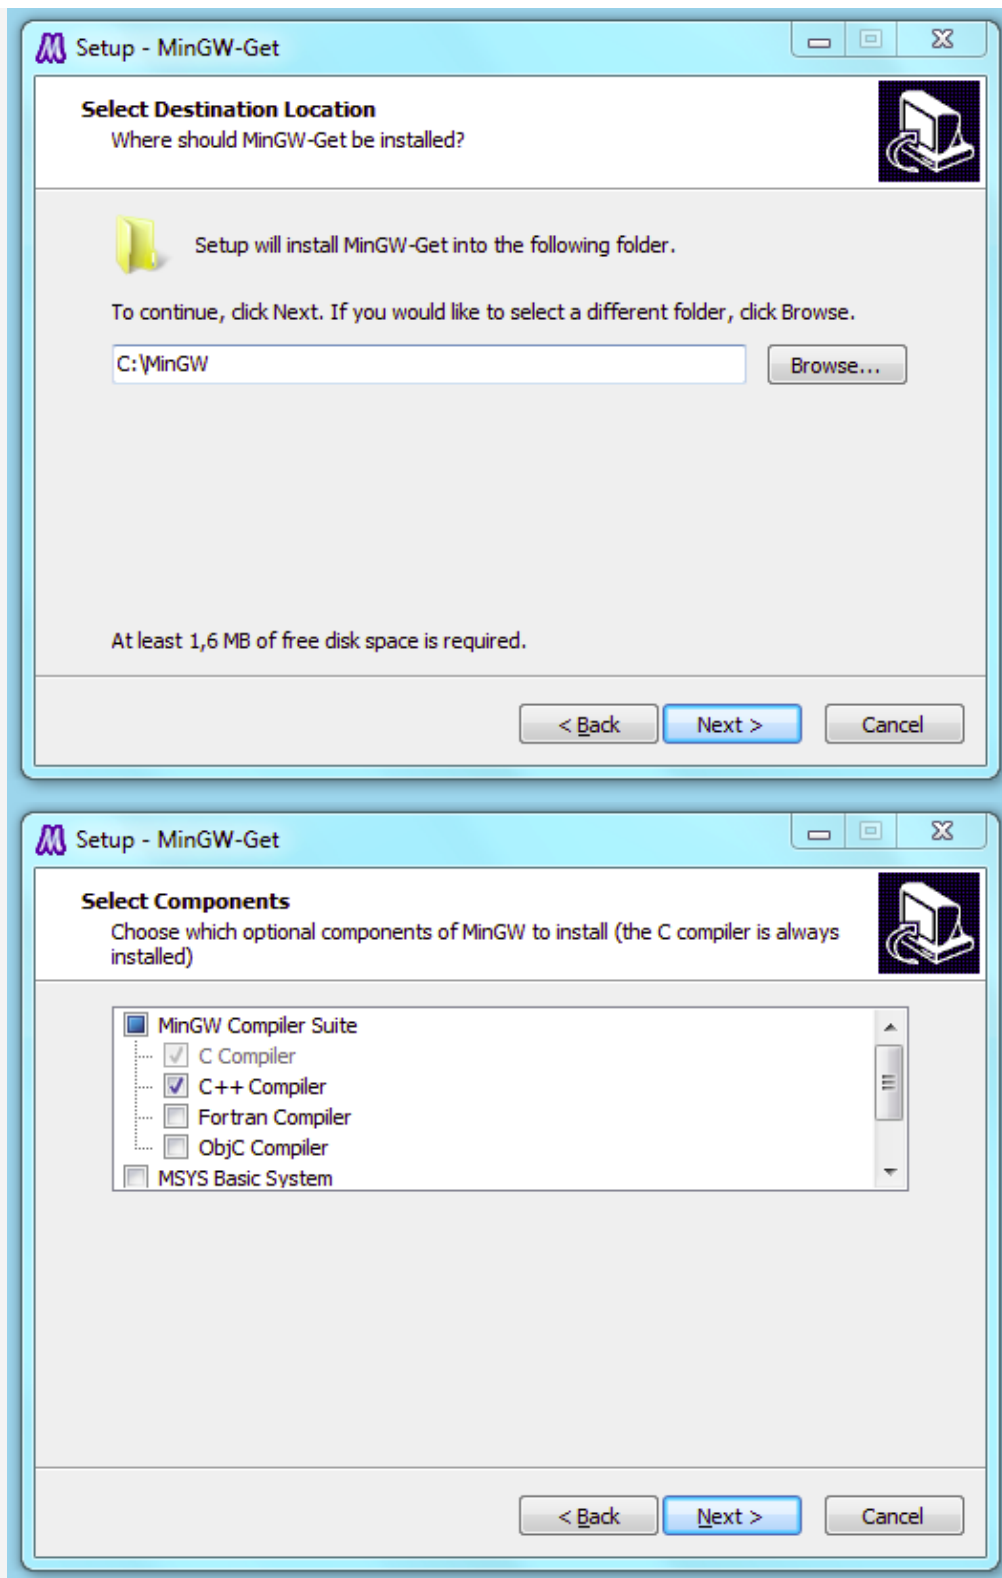 Setup - MinGW-Get
Select Destination Location
Where should MinGW-Get be installed?
Setup will install MinGW-Get into the following folder.
To continue, click Next. If you would like to select a different folder, click Browse.
C:\MinGW
Browse...
At least 1,6 MB of free disk space is required.
< Back Next > Cancel
Setup - MinGW-Get
Select Components
Choose which optional components of MinGW to install (the C compiler is always
installed)
MinGW Compiler Suite
C Compiler
C++ Compiler
Fortran Compiler
ObjC Compiler
MSYS Basic System
< Back Next > Cancel